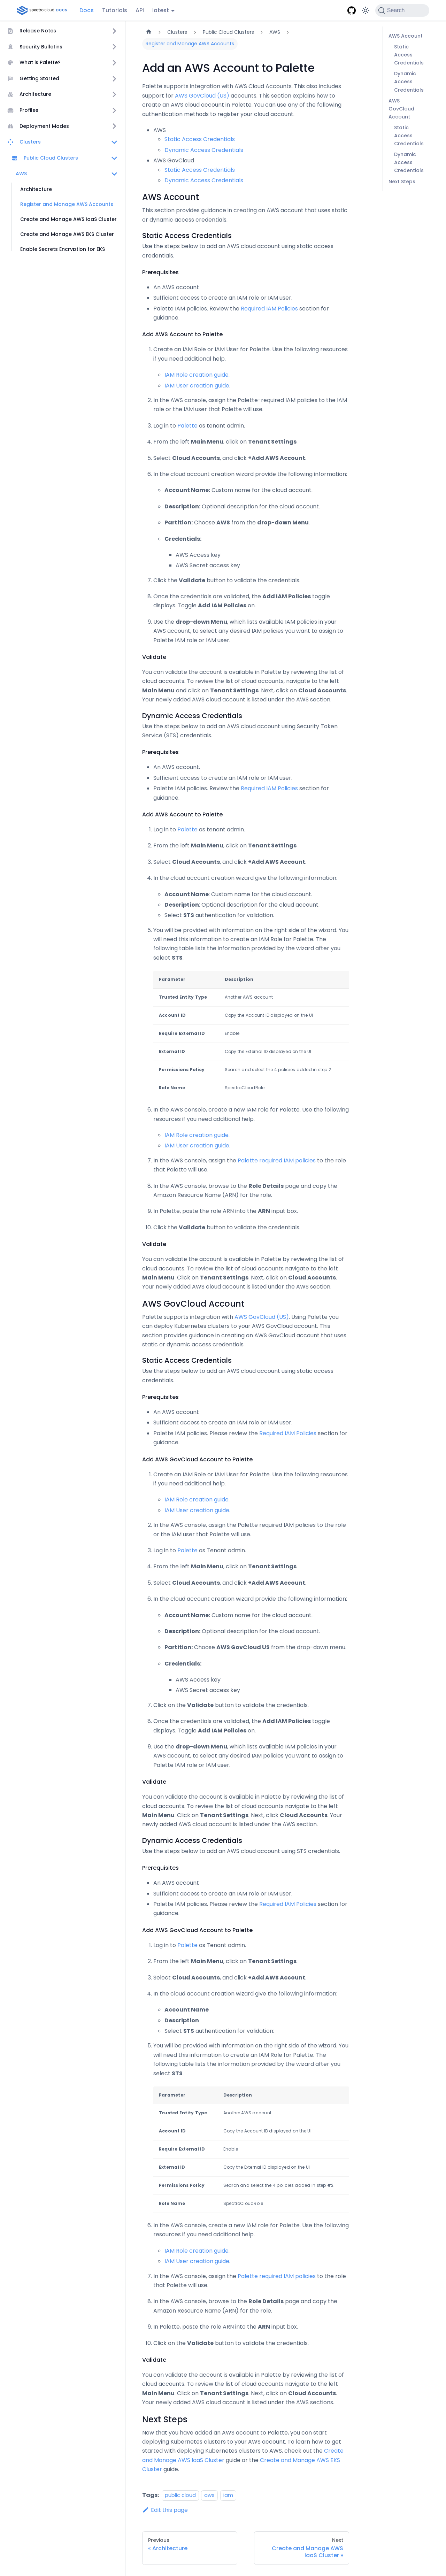 spectrocloud DOCS
Docs
Tutorials
API
latest
Search
Release Notes
Security Bulletins
What is Palette?
Getting Started
Architecture
Profiles
Deployment Modes
Clusters
Public Cloud Clusters
AWS
Architecture
Register and Manage AWS Accounts
Create and Manage AWS IaaS Cluster
Create and Manage AWS EKS Cluster
Enable Secrets Encryption for EKS
Clusters
Public Cloud Clusters
AWS
Register and Manage AWS Accounts
Add an AWS Account to Palette
Palette supports integration with AWS Cloud Accounts. This also includes
support for AWS GovCloud (US) accounts. This section explains how to
create an AWS cloud account in Palette. You can use any of the following
authentication methods to register your cloud account.
AWS
Static Access Credentials
Dynamic Access Credentials
AWS GovCloud
Static Access Credentials
Dynamic Access Credentials
AWS Account
This section provides guidance in creating an AWS account that uses static
or dynamic access credentials.
Static Access Credentials
Use the steps below to add an AWS cloud account using static access
credentials.
Prerequisites
An AWS account
Sufficient access to create an IAM role or IAM user.
Palette IAM policies. Review the Required IAM Policies section for
guidance.
Add AWS Account to Palette
1. Create an IAM Role or IAM User for Palette. Use the following resources
if you need additional help.
IAM Role creation guide.
IAM User creation guide.
2. In the AWS console, assign the Palette-required IAM policies to the IAM
role or the IAM user that Palette will use.
3. Log in to Palette as tenant admin.
4. From the left Main Menu, click on Tenant Settings.
5. Select Cloud Accounts, and click +Add AWS Account.
6. In the cloud account creation wizard provide the following information:
Account Name: Custom name for the cloud account.
Description: Optional description for the cloud account.
Partition: Choose AWS from the drop-down Menu.
Credentials:
AWS Access key
AWS Secret access key
7. Click the Validate button to validate the credentials.
8. Once the credentials are validated, the Add IAM Policies toggle
displays. Toggle Add IAM Policies on.
9. Use the drop-down Menu, which lists available IAM policies in your
AWS account, to select any desired IAM policies you want to assign to
Palette IAM role or IAM user.
Validate
You can validate the account is available in Palette by reviewing the list of
cloud accounts. To review the list of cloud accounts, navigate to the left
Main Menu and click on Tenant Settings. Next, click on Cloud Accounts.
Your newly added AWS cloud account is listed under the AWS section.
Dynamic Access Credentials
Use the steps below to add an AWS cloud account using Security Token
Service (STS) credentials.
Prerequisites
An AWS account.
Sufficient access to create an IAM role or IAM user.
Palette IAM policies. Review the Required IAM Policies section for
guidance.
Add AWS Account to Palette
1. Log in to Palette as tenant admin.
2. From the left Main Menu, click on Tenant Settings.
3. Select Cloud Accounts, and click +Add AWS Account.
4. In the cloud account creation wizard give the following information:
Account Name: Custom name for the cloud account.
Description: Optional description for the cloud account.
Select STS authentication for validation.
5. You will be provided with information on the right side of the wizard. You
will need this information to create an IAM Role for Palette. The following
table lists the information provided by the wizard after you
select STS.
Parameter Description
Trusted Entity Type Another AWS account
Account ID Copy the Account ID displayed on the UI
Require External ID Enable
External ID Copy the External ID displayed on the UI
Permissions Policy Search and select the 4 policies added in step 2
Role Name SpectroCloudRole
6. In the AWS console, create a new IAM role for Palette. Use the following
resources if you need additional help.
IAM Role creation guide.
IAM User creation guide.
7. In the AWS console, assign the Palette required IAM policies to the role
that Palette will use.
8. In the AWS console, browse to the Role Details page and copy the
Amazon Resource Name (ARN) for the role.
9. In Palette, paste the role ARN into the ARN input box.
10. Click the Validate button to validate the credentials.
Validate
You can validate the account is available in Palette by reviewing the list of
cloud accounts. To review the list of cloud accounts navigate to the left
Main Menu. Click on Tenant Settings. Next, click on Cloud Accounts.
Your newly added AWS cloud account is listed under the AWS section.
AWS GovCloud Account
Palette supports integration with AWS GovCloud (US). Using Palette you
can deploy Kubernetes clusters to your AWS GovCloud account. This
section provides guidance in creating an AWS GovCloud account that uses
static or dynamic access credentials.
Static Access Credentials
Use the steps below to add an AWS cloud account using static access
credentials.
Prerequisites
An AWS account
Sufficient access to create an IAM role or IAM user.
Palette IAM policies. Please review the Required IAM Policies section for
guidance.
Add AWS GovCloud Account to Palette
1. Create an IAM Role or IAM User for Palette. Use the following resources
if you need additional help.
IAM Role creation guide.
IAM User creation guide.
2. In the AWS console, assign the Palette required IAM policies to the role
or the IAM user that Palette will use.
3. Log in to Palette as Tenant admin.
4. From the left Main Menu, click on Tenant Settings.
5. Select Cloud Accounts, and click +Add AWS Account.
6. In the cloud account creation wizard provide the following information:
Account Name: Custom name for the cloud account.
Description: Optional description for the cloud account.
Partition: Choose AWS GovCloud US from the drop-down menu.
Credentials:
AWS Access key
AWS Secret access key
7. Click on the Validate button to validate the credentials.
8. Once the credentials are validated, the Add IAM Policies toggle
displays. Toggle Add IAM Policies on.
9. Use the drop-down Menu, which lists available IAM policies in your
AWS account, to select any desired IAM policies you want to assign to
Palette IAM role or IAM user.
Validate
You can validate the account is available in Palette by reviewing the list of
cloud accounts. To review the list of cloud accounts navigate to the left
Main Menu. Click on Tenant Settings. Next, click Cloud Accounts. Your
newly added AWS cloud account is listed under the AWS section.
Dynamic Access Credentials
Use the steps below to add an AWS cloud account using STS credentials.
Prerequisites
An AWS account
Sufficient access to create an IAM role or IAM user.
Palette IAM policies. Please review the Required IAM Policies section for
guidance.
Add AWS GovCloud Account to Palette
1. Log in to Palette as Tenant admin.
2. From the left Main Menu, click on Tenant Settings.
3. Select Cloud Accounts, and click +Add AWS Account.
4. In the cloud account creation wizard give the following information:
Account Name
Description
Select STS authentication for validation:
5. You will be provided with information on the right side of the wizard. You
will need this information to create an IAM Role for Palette. The
following table lists the information provided by the wizard after you
select STS.
Parameter Description
Trusted Entity Type Another AWS account
Account ID Copy the Account ID displayed on the UI
Require External ID Enable
External ID Copy the External ID displayed on the UI
Permissions Policy Search and select the 4 policies added in step #2
Role Name SpectroCloudRole
6. In the AWS console, create a new IAM role for Palette. Use the following
resources if you need additional help.
IAM Role creation guide.
IAM User creation guide.
7. In the AWS console, assign the Palette required IAM policies to the role
that Palette will use.
8. In the AWS console, browse to the Role Details page and copy the
Amazon Resource Name (ARN) for the role.
9. In Palette, paste the role ARN into the ARN input box.
10. Click on the Validate button to validate the credentials.
Validate
You can validate the account is available in Palette by reviewing the list of
cloud accounts. To review the list of cloud accounts navigate to the left
Main Menu. Click on Tenant Settings. Next, click on Cloud Accounts.
Your newly added AWS cloud account is listed under the AWS sections.
Next Steps
Now that you have added an AWS account to Palette, you can start
deploying Kubernetes clusters to your AWS account. To learn how to get
started with deploying Kubernetes clusters to AWS, check out the Create
and Manage AWS IaaS Cluster guide or the Create and Manage AWS EKS
Cluster guide.
Tags: public cloud aws iam
Edit this page
Previous
« Architecture
Next
Create and Manage AWS
IaaS Cluster »
AWS Account
Static
Access
Credentials
Dynamic
Access
Credentials
AWS
GovCloud
Account
Static
Access
Credentials
Dynamic
Access
Credentials
Next Steps